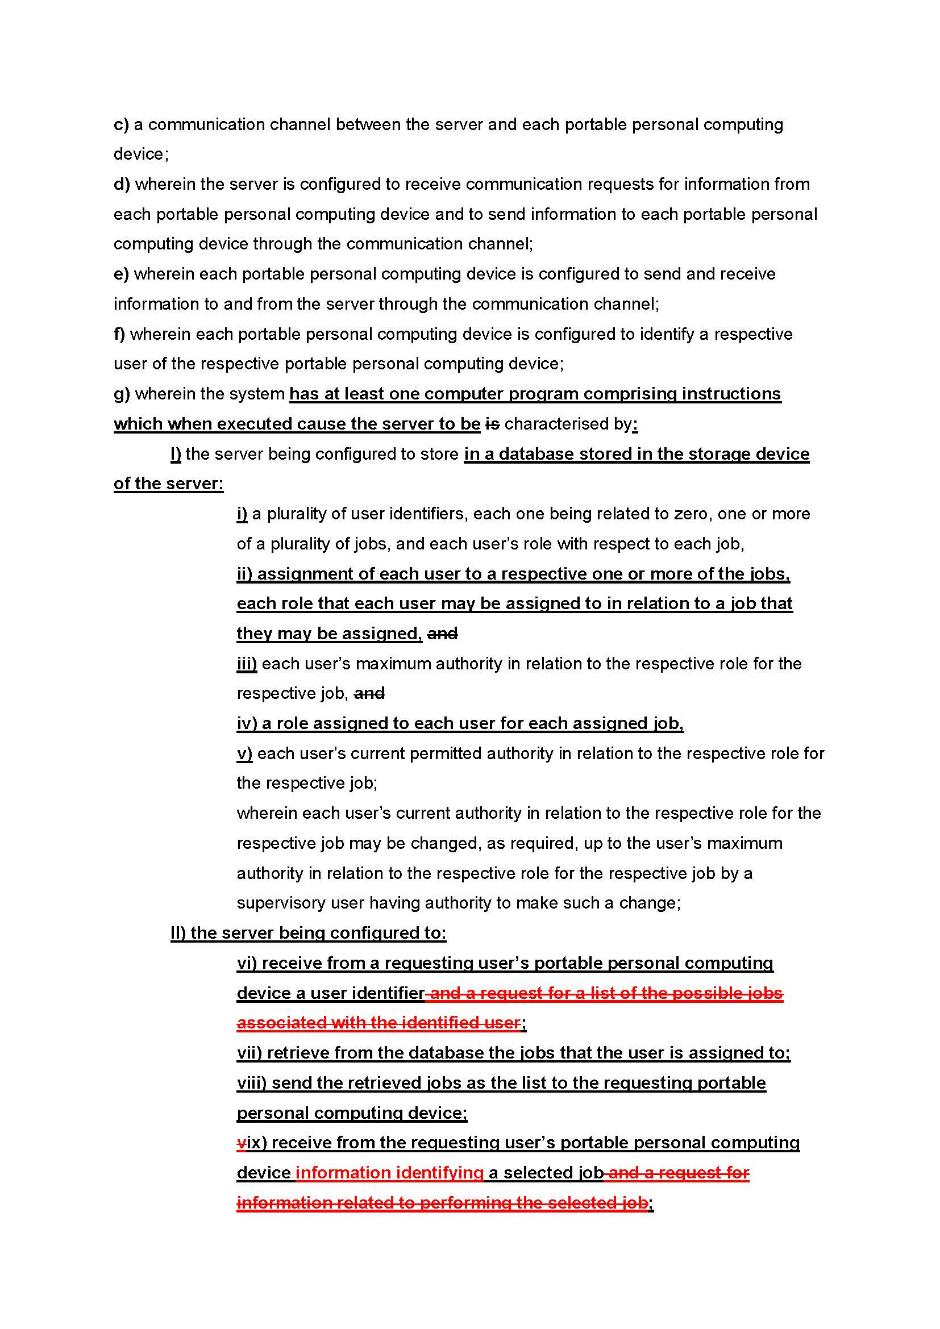 c) a communication channel between the server and each portable personal computing
device;
d) wherein the server is configured to receive communication requests for information from
each portable personal computing device and to send information to each portable personal
computing device through the communication channel;
e) wherein each portable personal computing device is configured to send and receive
information to and from the server through the communication channel;
f) wherein each portable personal computing device is configured to identify a respective
user of the respective portable personal computing device;
g) wherein the system has at least one computer program comprising instructions
which when executed cause the server to be is characterised by:
I) the server being configured to store in a database stored in the storage device
of the server:
i) a plurality of user identifiers, each one being related to zero, one or more
of a plurality of jobs, and each user's role with respect to each job,
ii) assignment of each user to a respective one or more of the jobs,
each role that each user may be assigned to in relation to a job that
they may be assigned, and
iii) each user's maximum authority in relation to the respective role for the
respective job, and
iv) a role assigned to each user for each assigned job,
v) each user's current permitted authority in relation to the respective role for
the respective job;
wherein each user's current authority in relation to the respective role for the
respective job may be changed, as required, up to the user's maximum
authority in relation to the respective role for the respective job by a
supervisory user having authority to make such a change;
II) the server being configured to:
vi) receive from a requesting user's portable personal computing
device a user identifier and a request for a list of the possible jobs
associated with the identified user;
vii) retrieve from the database the jobs that the user is assigned to;
viii) send the retrieved jobs as the list to the requesting portable
personal computing device;
vix) receive from the requesting user's portable personal computing
device information identifying a selected job and a request for
information related to performing the selected job;